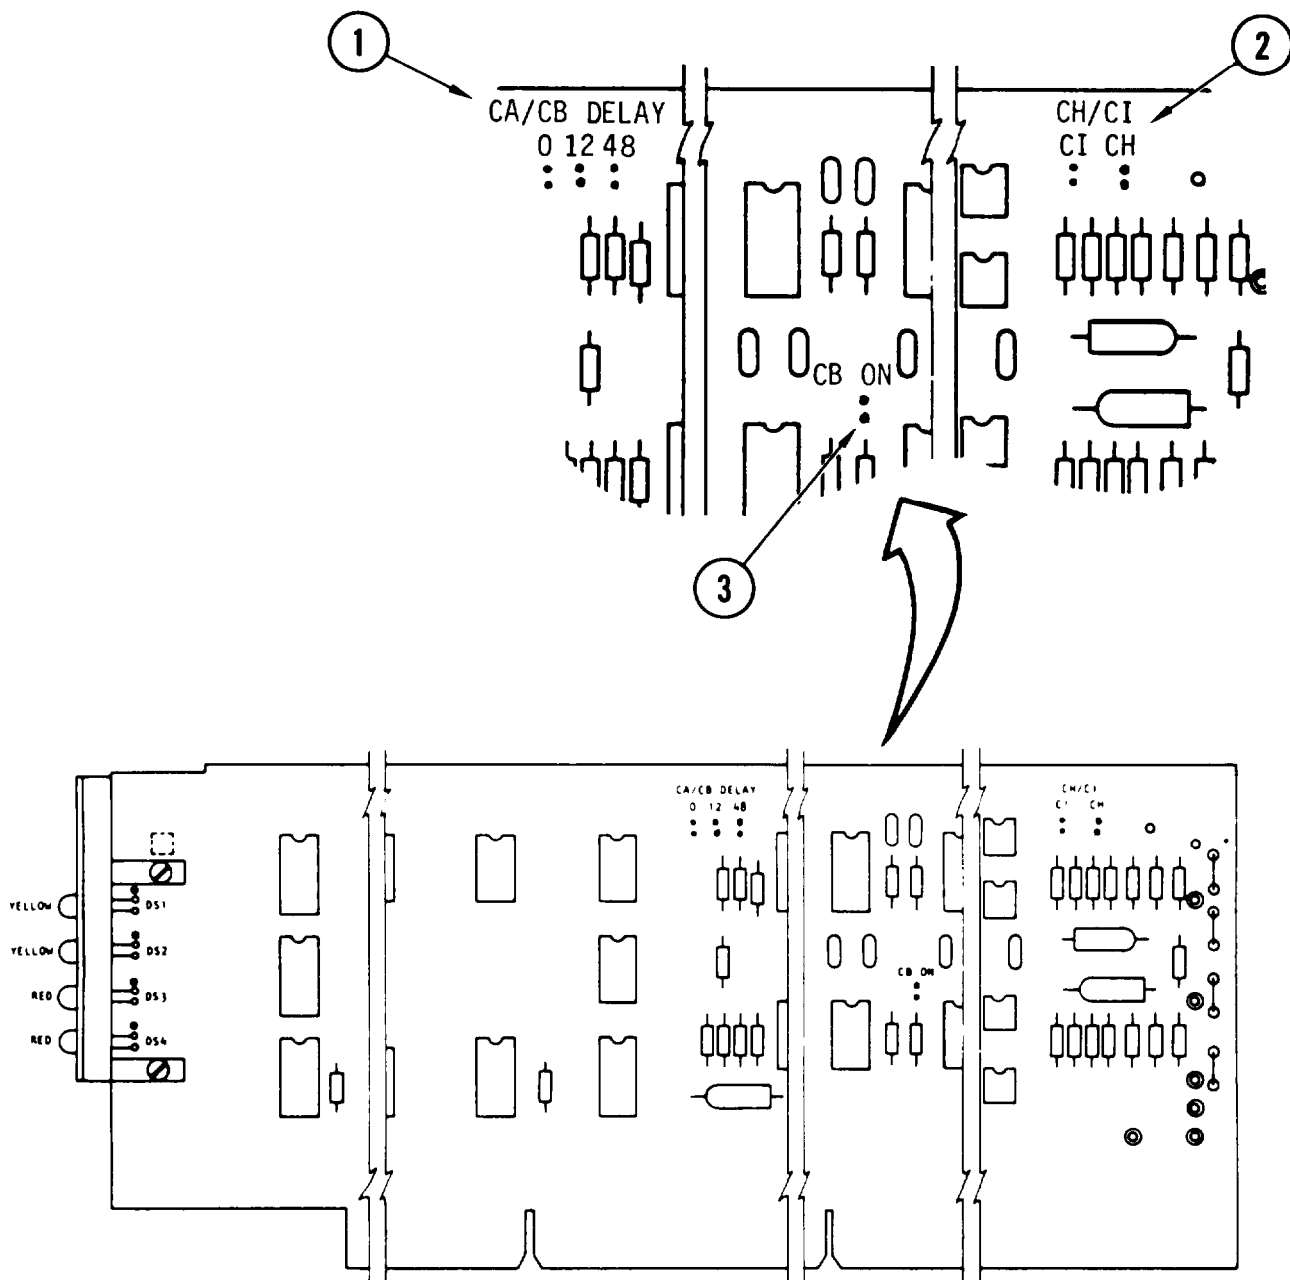 1
2
CA/CB DELAY
0 12 48
CH/CI
CI CH
CB ON
3
CA/CB DELAY
0 12 48
CH/CI
CI CH
YELLOW DS1
YELLOW DS2
CB ON
RED DS3
RED DS4